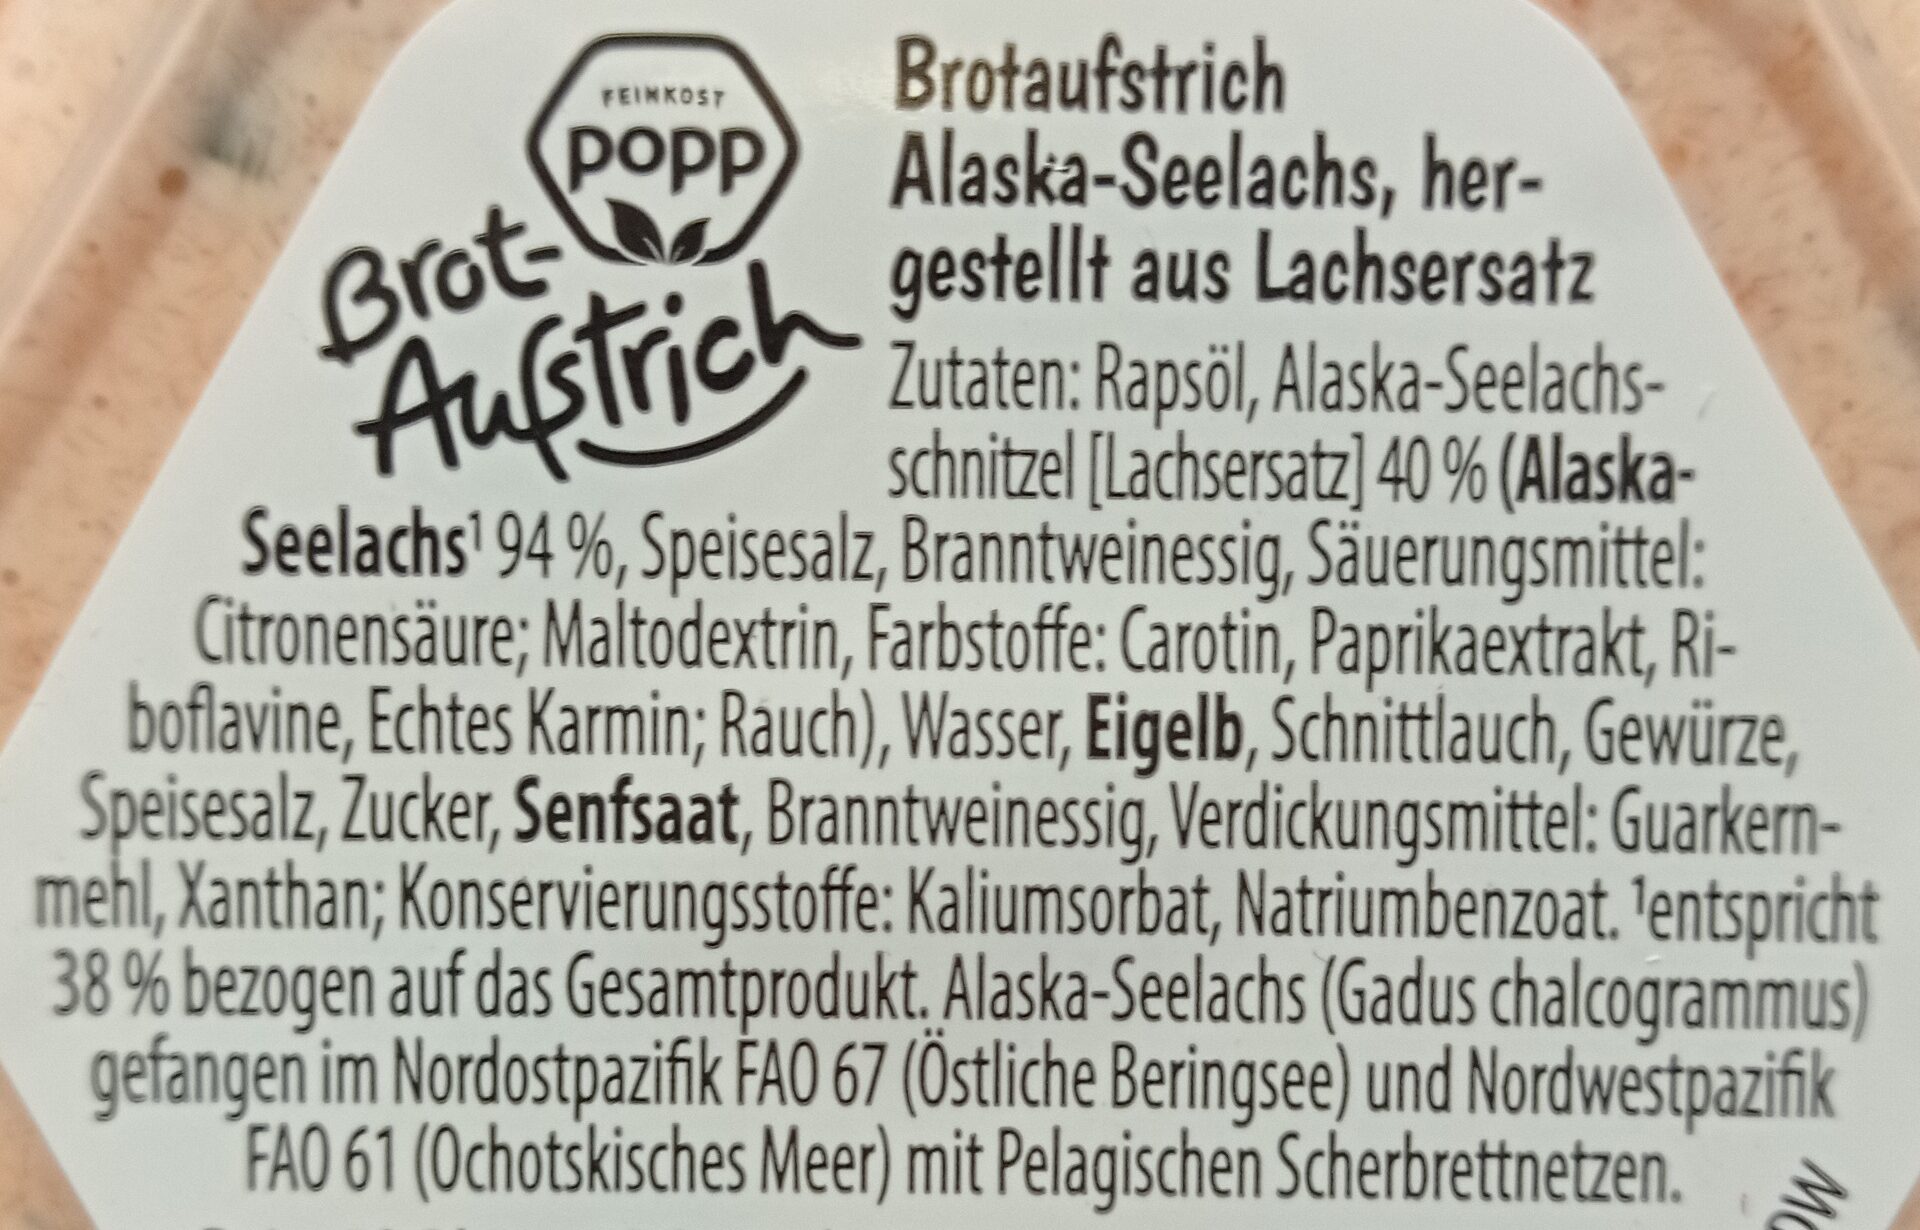 FEINKOST
popp
Brot-
Aufstrich
Brotaufstrich
Alaska-Seelachs, her-
gestellt aus Lachsersatz
Zutaten: Rapsöl, Alaska-Seelachs-
schnitzel [Lachsersatz] 40 % (Alaska-
Seelachs¹ 94 %, Speisesalz, Branntweinessig, Säuerungsmittel:
Citronensäure; Maltodextrin, Farbstoffe: Carotin, Paprikaextrakt, Ri-
boflavine, Echtes Karmin; Rauch), Wasser, Eigelb, Schnittlauch, Gewürze,
Speisesalz, Zucker, Senfsaat, Branntweinessig, Verdickungsmittel: Guarkern-
mehl, Xanthan; Konservierungsstoffe: Kaliumsorbat, Natriumbenzoat. ¹entspricht
38 % bezogen auf das Gesamtprodukt. Alaska-Seelachs (Gadus chalcogrammus)
gefangen im Nordostpazifik FAO 67 (Östliche Beringsee) und Nordwestpazifik
FAO 61 (Ochotskisches Meer) mit Pelagischen Scherbrettnetzen.